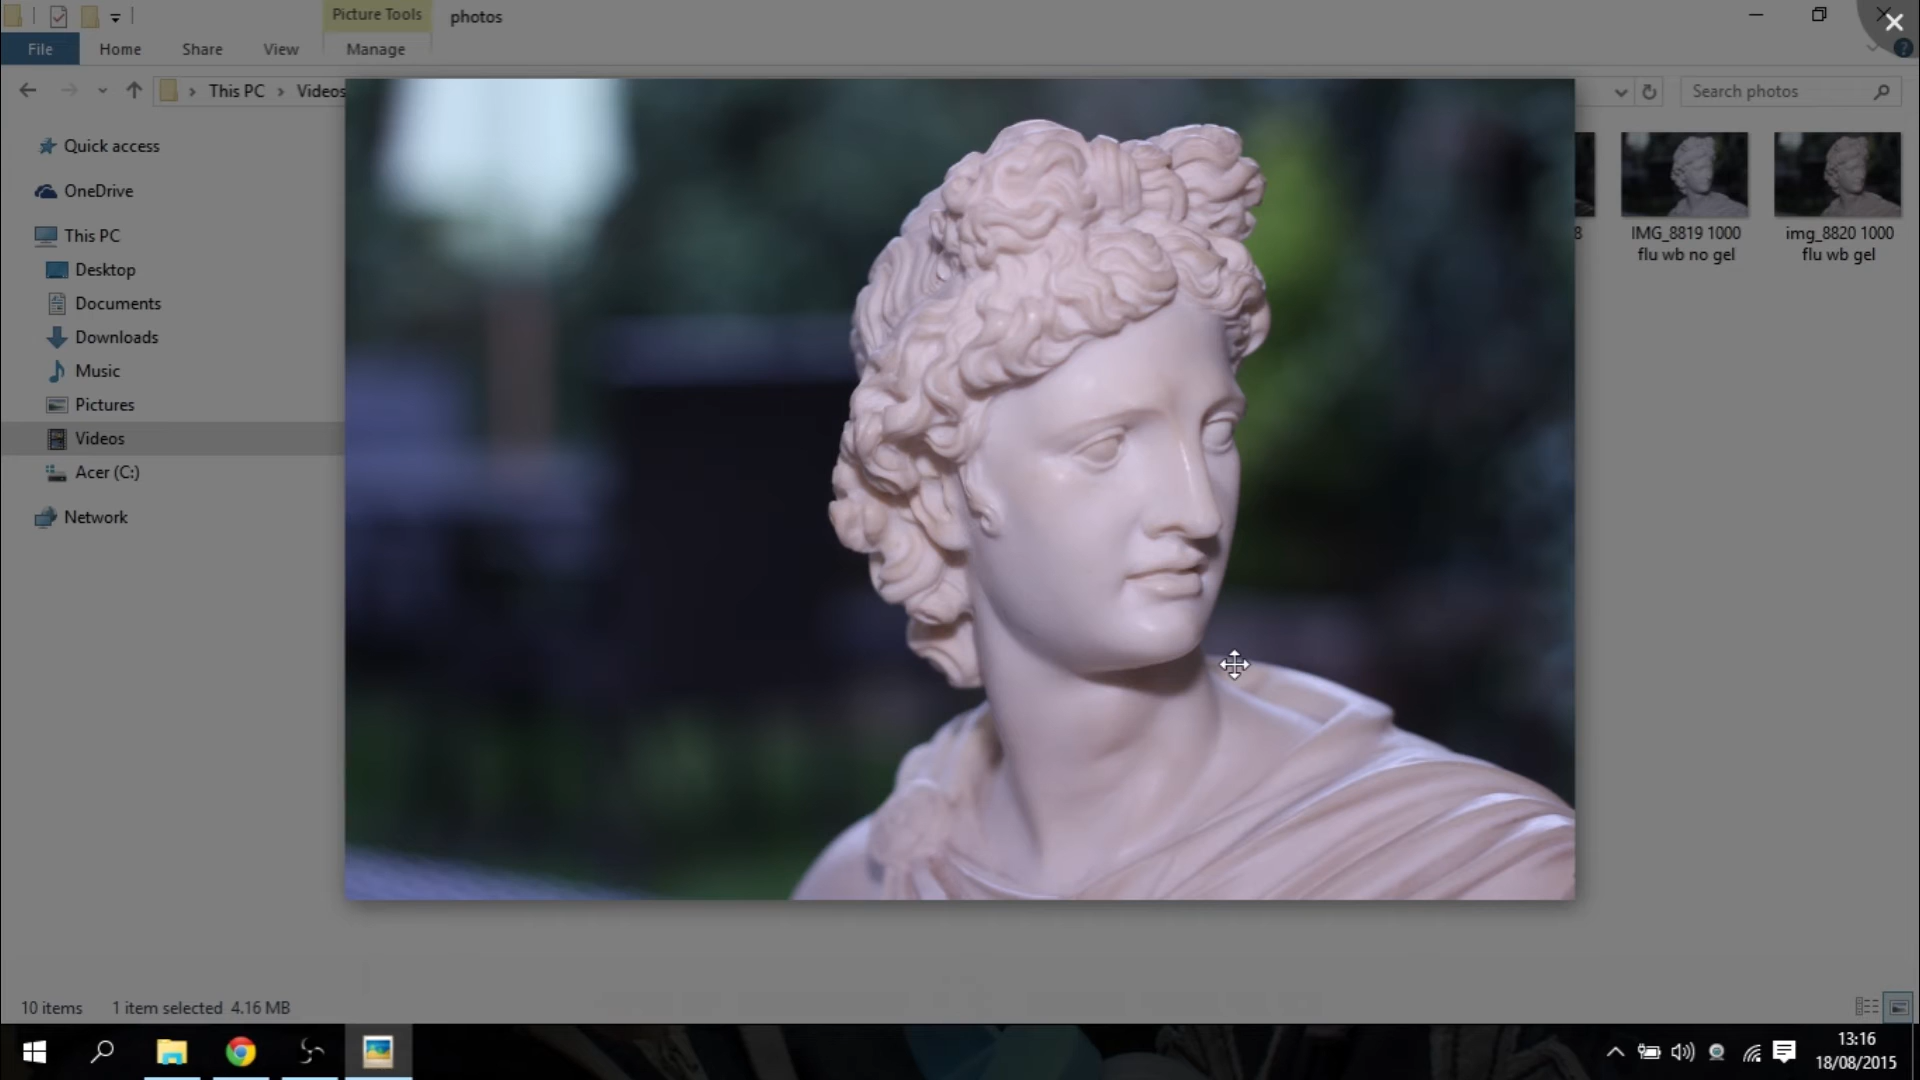 Picture Tools
photos
File
Home
Share
View
Manage
This PC
Videos
Search photos
Quick access
OneDrive
This PC
Desktop
Documents
Downloads
Music
Pictures
Videos
Acer (C:)
Network
8
IMG_8819 1000
flu wb no gel
img_8820 1000
flu wb gel
10 items
1 item selected 4.16 MB
13:16
18/08/2015